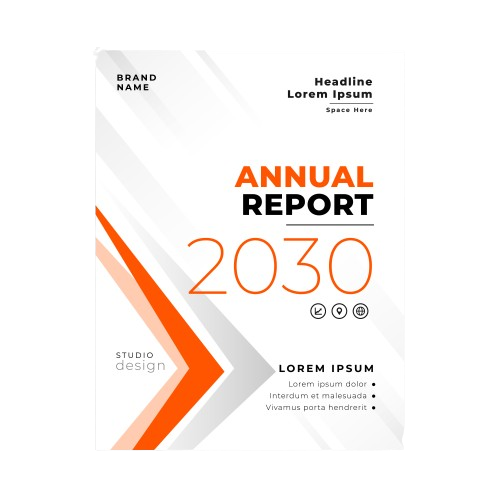 BRAND
NAME
Headline
Lorem Ipsum
Space Here
ANNUAL
REPORT
2030
STUDIO
design
LOREM IPSUM
Lorem ipsum dolor
Interdum et malesuada
Vivamus porta hendrerit